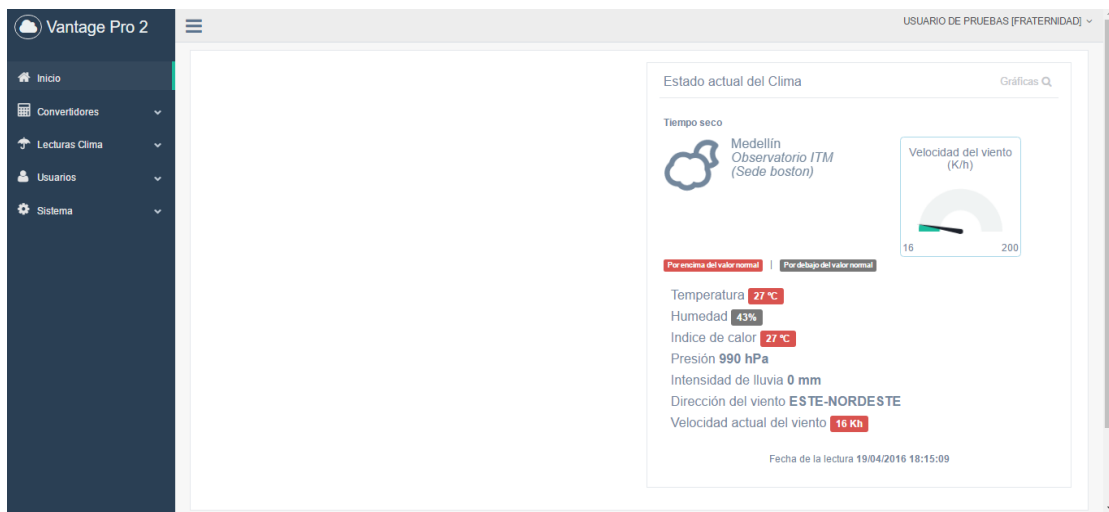 Vantage Pro 2
USUARIO DE PRUEBAS [FRATERNIDAD]
Inicio
Convertidores
Lecturas Clima
Usuarios
Sistema
Estado actual del Clima
Gráficas
Tiempo seco
Medellín
Observatorio ITM
(Sede boston)
Velocidad del viento
(K/h)
16
200
Por encima del valor normal | Por debajo del valor normal
Temperatura 27 ºC
Humedad 43%
Indice de calor 27 ºC
Presión 990 hPa
Intensidad de lluvia 0 mm
Dirección del viento ESTE-NORDESTE
Velocidad actual del viento 16 Kh
Fecha de la lectura 19/04/2016 18:15:09